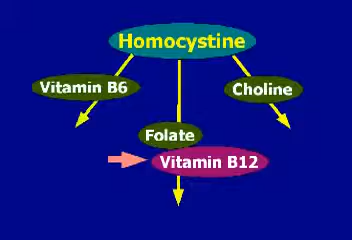 Homocystine
Vitamin B6
Choline
Folate
Vitamin B12